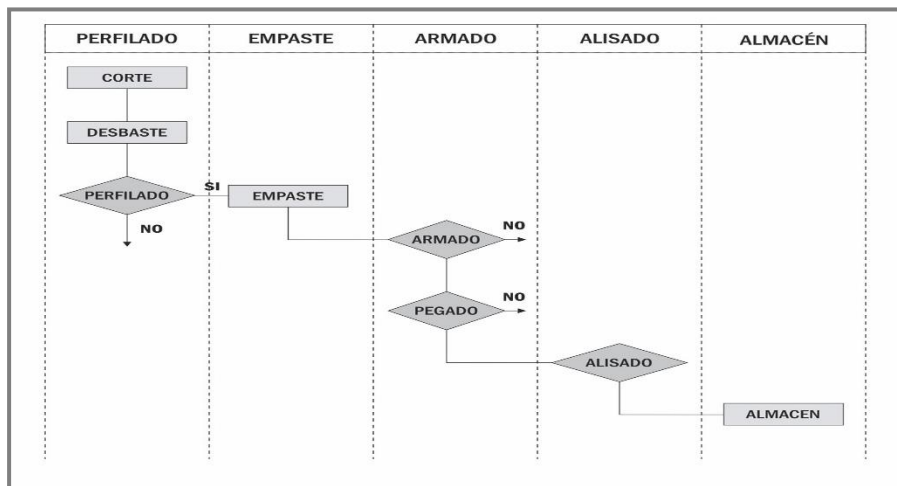 PERFILADO EMPASTE ARMADO ALISADO ALMACÉN
CORTE
DESBASTE
PERFILADO
SI
EMPASTE
NO
ARMADO
NO
PEGADO
NO
ALISADO
ALMACEN